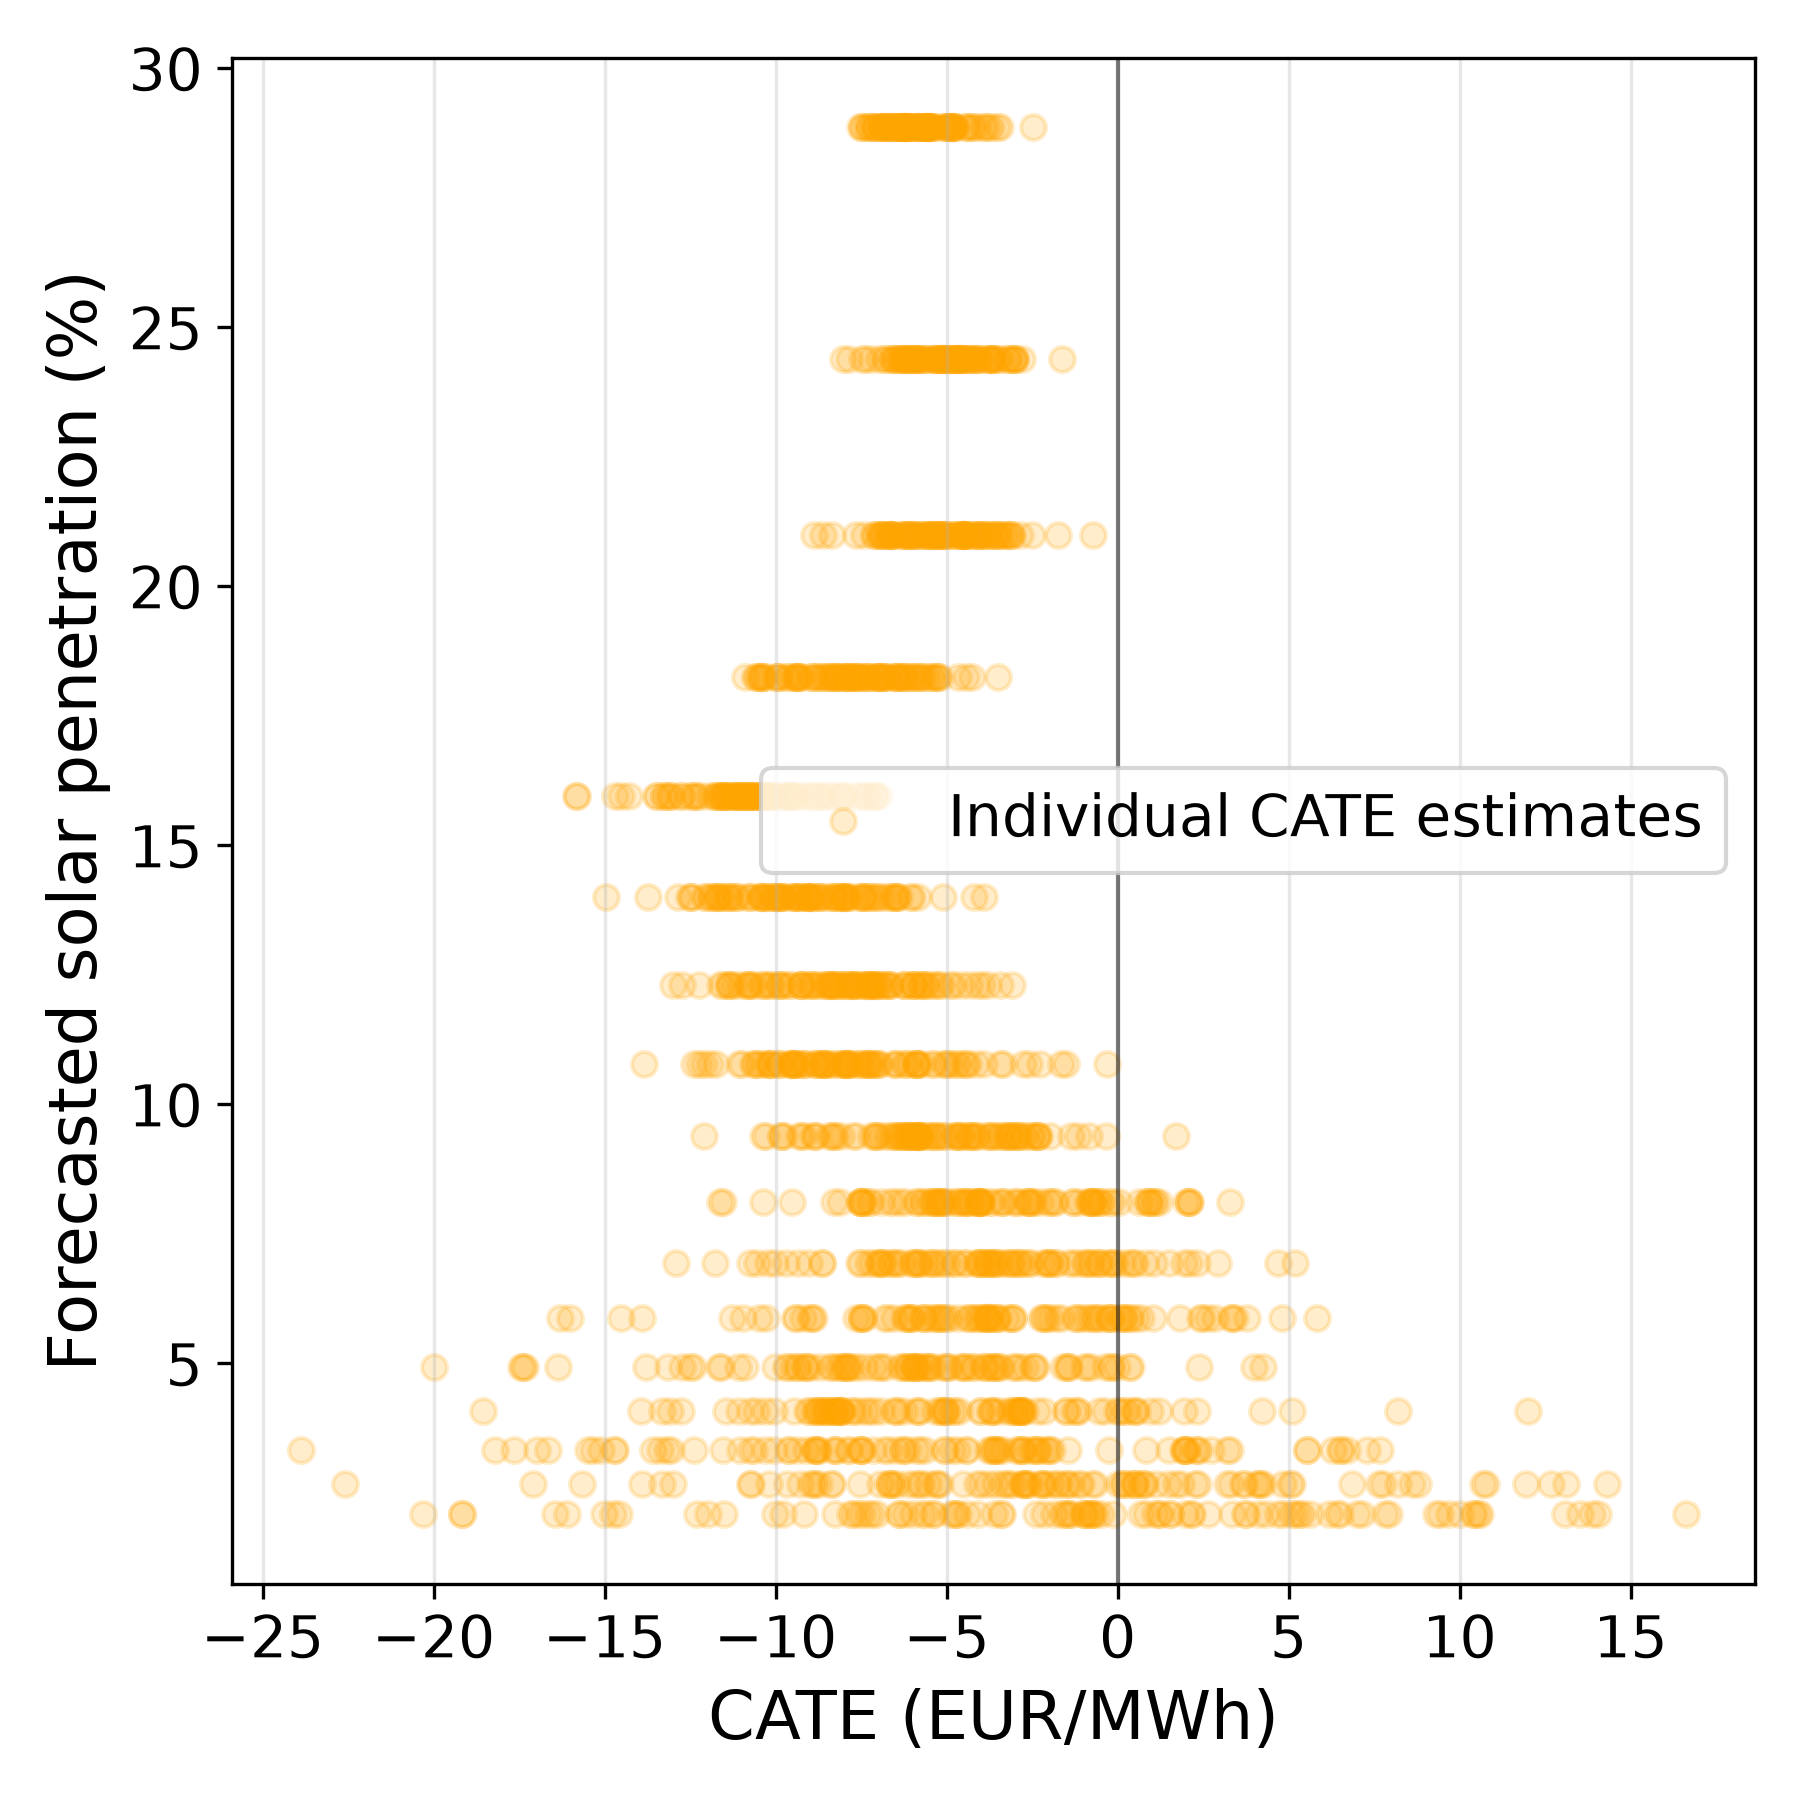 30
25
20
15
10
5
Forecasted solar penetration (%)
Individual CATE estimates
−25 −20 −15 −10 −5 0 5 10 15
CATE (EUR/MWh)